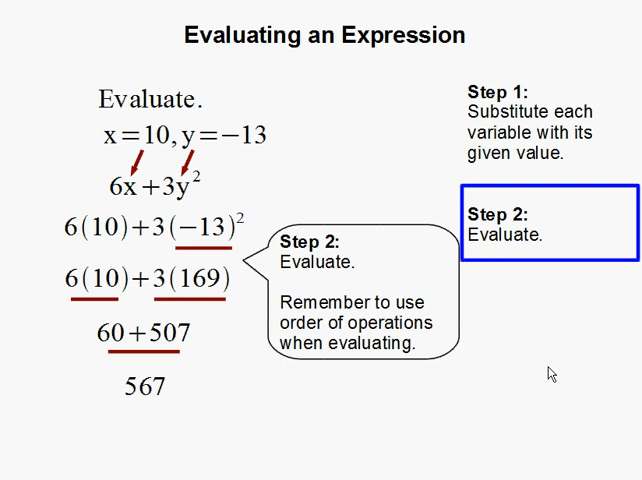 Evaluating an Expression
Evaluate.
x=10,y=−13
6x+3y²
6(10)+3(−13)²
6(10)+3(169)
60+507
567
Step 2:
Evaluate.
Remember to use
order of operations
when evaluating.
Step 1:
Substitute each
variable with its
given value.
Step 2:
Evaluate.